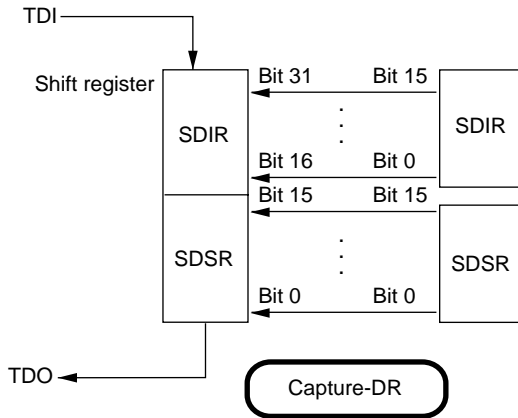 TDI
Shift register
Bit 31 Bit 15
SDIR
SDIR
Bit 16 Bit 0
Bit 15 Bit 15
SDSR
SDSR
Bit 0 Bit 0
TDO
Capture-DR